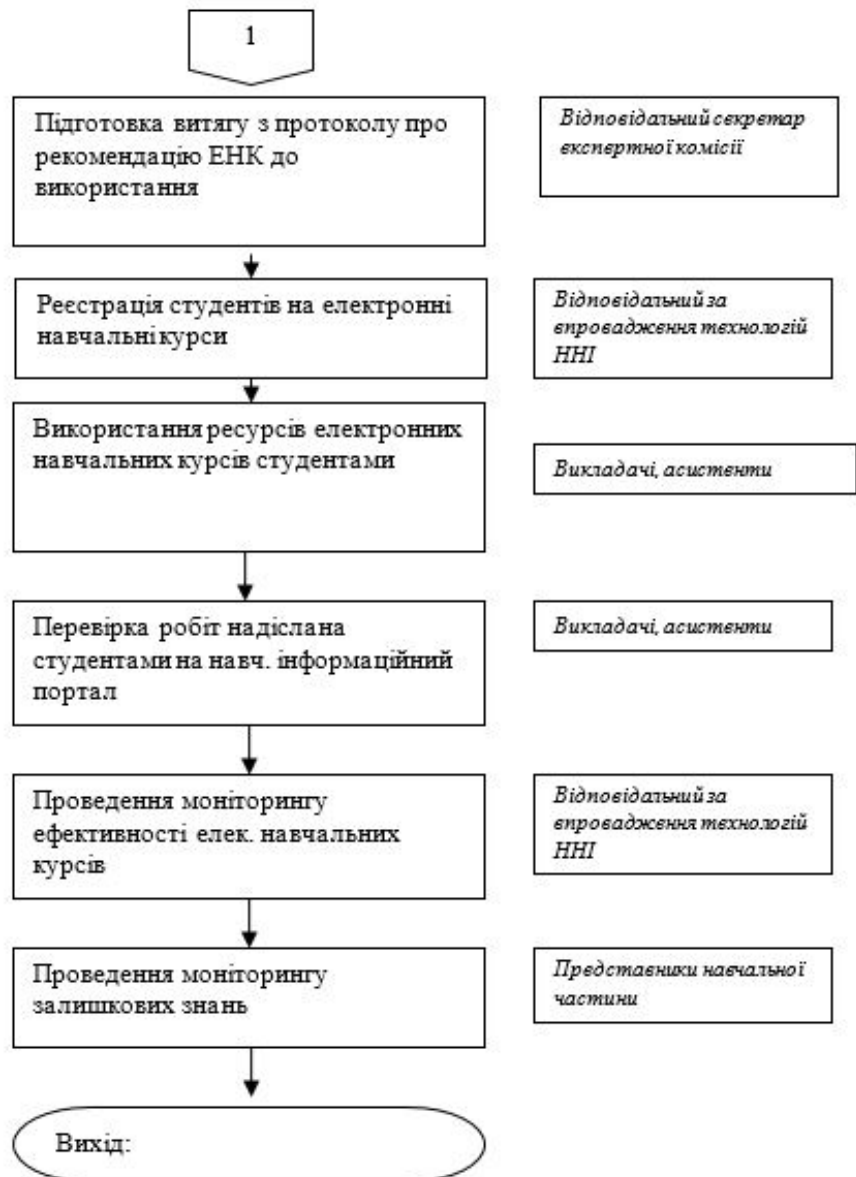 1
Підготовка витягу з протоколу про
рекомендацію ЕНК до
використання
Відповідальний секретар
експертної комісії
Реєстрація студентів на електронні
навчальні курси
Відповідальний за
впровадження технологій
ННІ
Використання ресурсів електронних
навчальних курсів студентами
Викладачі, асистенти
Перевірка робіт надіслана
студентами на навч. інформаційний
портал
Викладачі, асистенти
Проведення моніторингу
ефективності елек. навчальних
курсів
Відповідальний за
впровадження технологій
ННІ
Проведення моніторингу
залишкових знань
Представники навчальної
частини
Вихід: